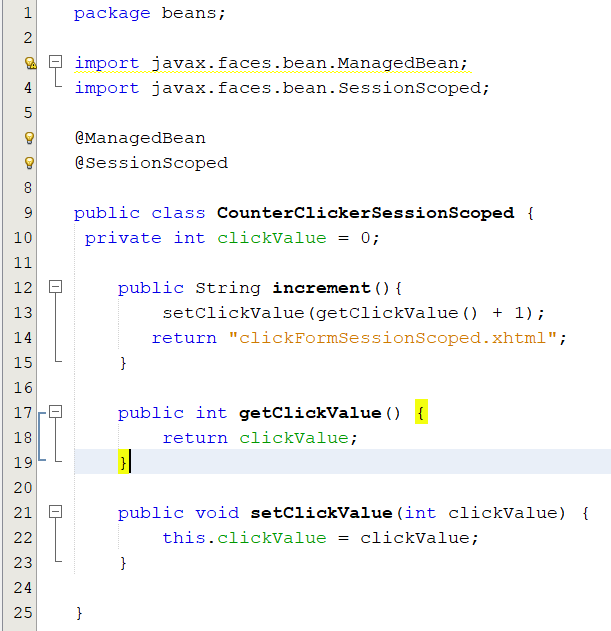 1 package beans;
2
import javax.faces.bean.ManagedBean;
4 import javax.faces.bean.SessionScoped;
5
@ManagedBean
@SessionScoped
8
9 public class CounterClickerSessionScoped {
10 private int clickValue = 0;
11
12 public String increment(){
13 setClickValue(getClickValue() + 1);
14 return "clickFormSessionScoped.xhtml";
15 }
16
17 public int getClickValue() {
18 return clickValue;
19 }
20
21 public void setClickValue(int clickValue) {
22 this.clickValue = clickValue;
23 }
24
25 }